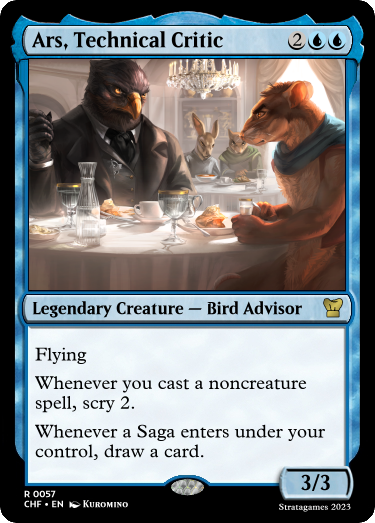 Ars, Technical Critic 2
Legendary Creature — Bird Advisor
Flying
Whenever you cast a noncreature
spell, scry 2.
Whenever a Saga enters under your
control, draw a card.
3/3
R 0057
CHF • EN Kuromino
Stratagames 2023